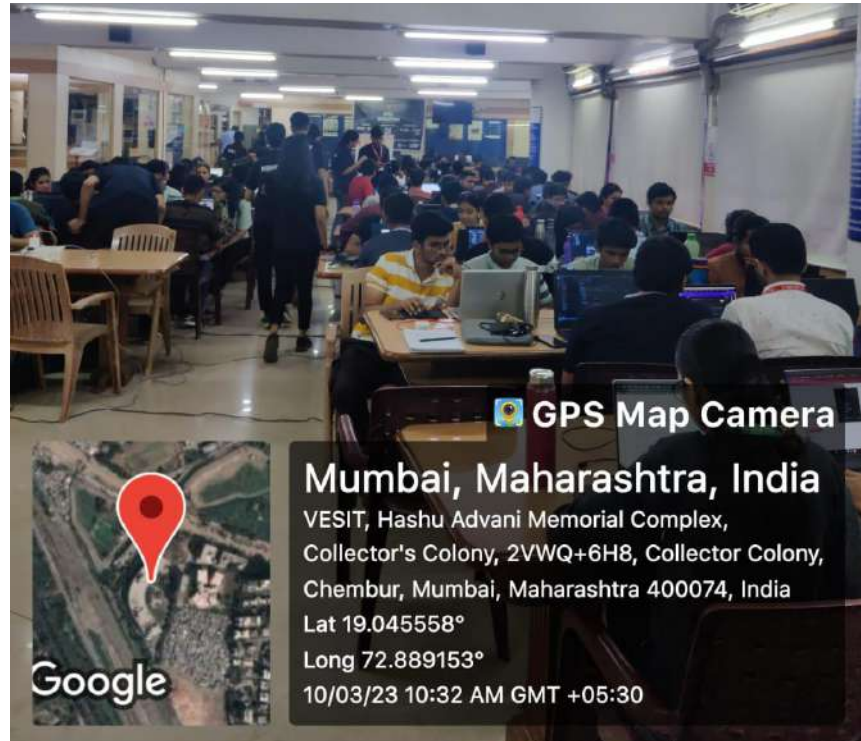 GPS Map Camera
Mumbai, Maharashtra, India
VESIT, Hashu Advani Memorial Complex,
Collector's Colony, 2VWQ+6H8, Collector Colony,
Chembur, Mumbai, Maharashtra 400074, India
Lat 19.045558°
Long 72.889153°
10/03/23 10:32 AM GMT +05:30
Google